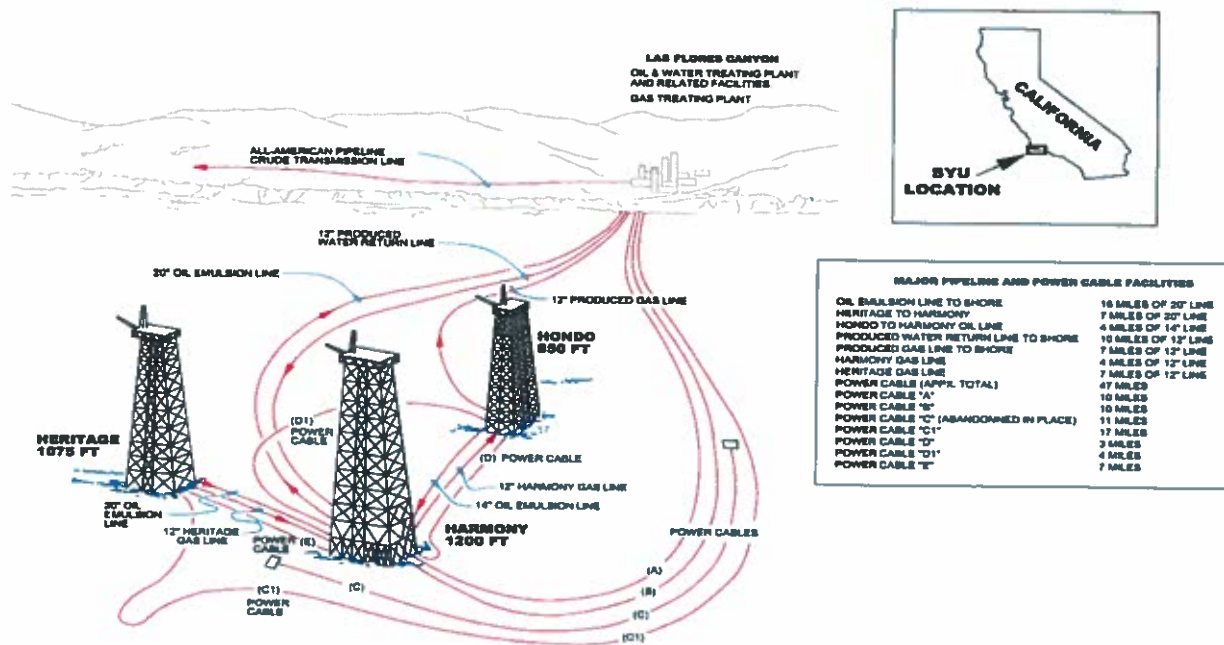 LAS FLORES CANYON
OIL & WATER TREATING PLANT
AND RELATED FACILITIES
GAS TREATING PLANT
ALL-AMERICAN PIPELINE
CRUDE TRANSMISSION LINE
CALIFORNIA
SYU
LOCATION
12" PRODUCED
WATER RETURN LINE
20" OIL EMULSION LINE
12" PRODUCED GAS LINE
HONDO
850 FT
HERITAGE
1075 FT
(D1)
POWER
CABLE
(D) POWER CABLE
12" HARMONY GAS LINE
14" OIL EMULSION LINE
HARMONY
1200 FT
20" OIL
EMULSION
LINE
12" HERITAGE
GAS LINE
POWER (E)
CABLE
POWER CABLES
(C1)
POWER
CABLE
(C)
(A)
(B)
(C)
(C1)
MAJOR PIPELINE AND POWER CABLE FACILITIES
OIL EMULSION LINE TO SHORE 16 MILES OF 20" LINE
HERITAGE TO HARMONY 7 MILES OF 20" LINE
HONDO TO HARMONY OIL LINE 4 MILES OF 14" LINE
PRODUCED WATER RETURN LINE TO SHORE 10 MILES OF 12" LINE
PRODUCED GAS LINE TO SHORE 7 MILES OF 12" LINE
HARMONY GAS LINE 4 MILES OF 12" LINE
HERITAGE GAS LINE 7 MILES OF 12" LINE
POWER CABLE (APPX. TOTAL) 47 MILES
POWER CABLE "A" 10 MILES
POWER CABLE "B" 10 MILES
POWER CABLE "C" (ABANDONNED IN PLACE) 11 MILES
POWER CABLE "C1" 17 MILES
POWER CABLE "D" 3 MILES
POWER CABLE "D1" 4 MILES
POWER CABLE "E" 7 MILES